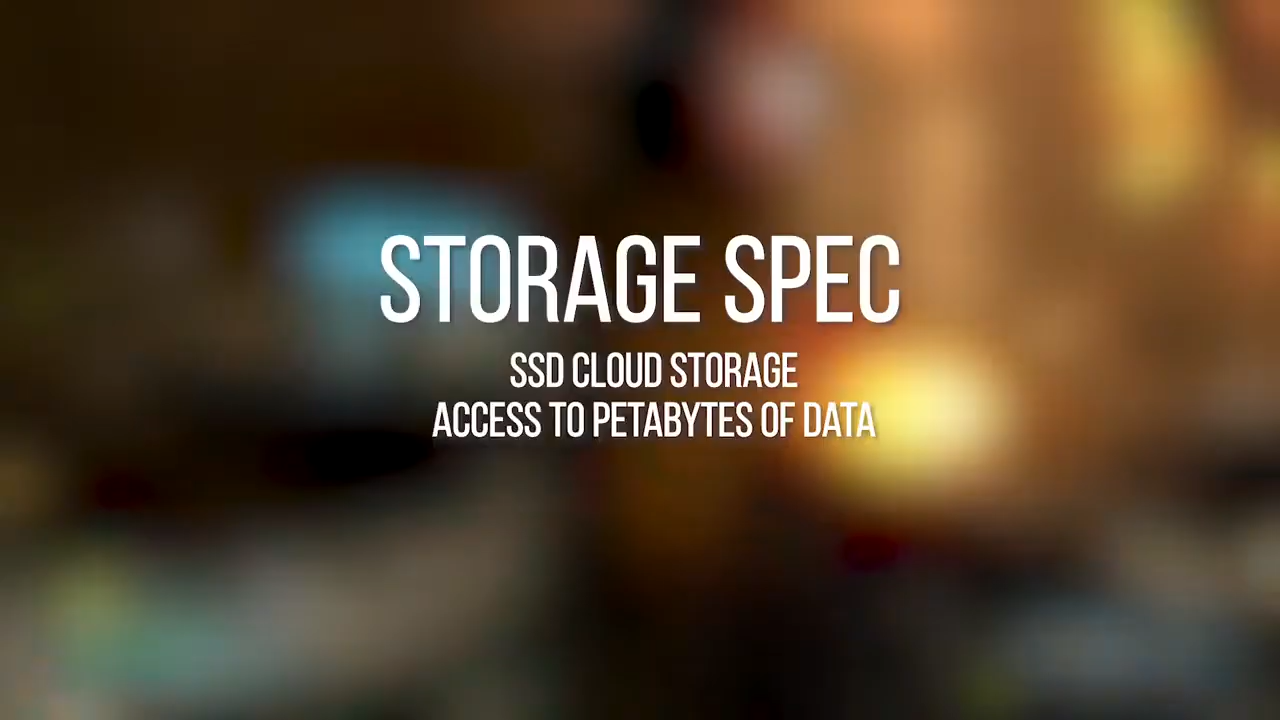 STORAGE SPEC
SSD CLOUD STORAGE
ACCESS TO PETABYTES OF DATA